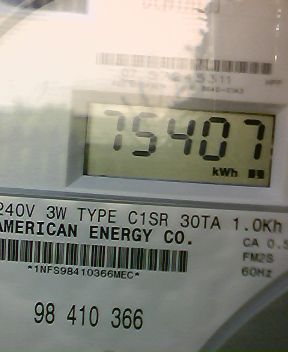 75407
kWh
240V 3W TYPE C1SR 30TA 1.0Kh
AMERICAN ENERGY CO.
CA 0.5
FM2S
60Hz
*1NFS98410366MEC*
98 410 366